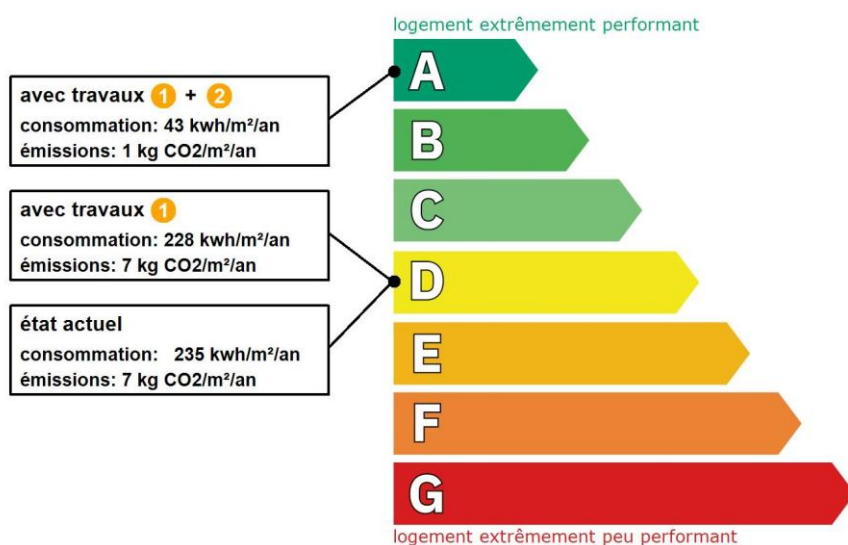 logement extrêmement performant
avec travaux 1 + 2
consommation: 43 kwh/m²/an
émissions: 1 kg CO2/m²/an
avec travaux 1
consommation: 228 kwh/m²/an
émissions: 7 kg CO2/m²/an
état actuel
consommation: 235 kwh/m²/an
émissions: 7 kg CO2/m²/an
A
B
C
D
E
F
G
logement extrêmement peu performant